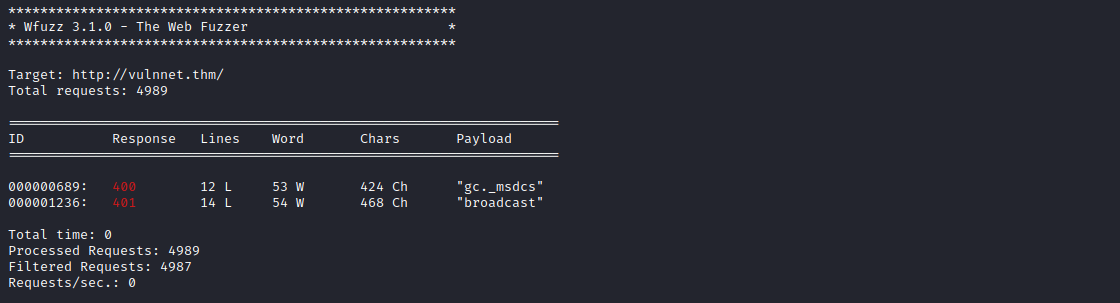 ********************************************************
* Wfuzz 3.1.0 - The Web Fuzzer                         *
********************************************************
Target: http://vulnnet.thm/
Total requests: 4989
=====================================================================
ID           Response   Lines    Word       Chars       Payload
=====================================================================
000000689:   400        12 L     53 W       424 Ch      "gc._msdcs"
000001236:   401        14 L     54 W       468 Ch      "broadcast"
Total time: 0
Processed Requests: 4989
Filtered Requests: 4987
Requests/sec.: 0